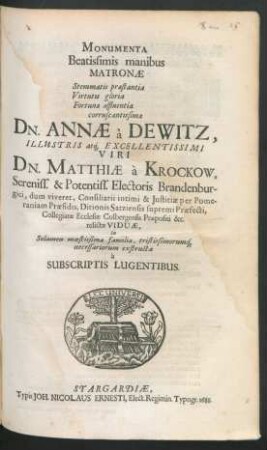 MONUMENTA
Beatissimis manibus
MATRONÆ
Stemmatis præstantia
Virtutis gloria
Fortunæ affluentia
corruscantissimæ
DN. ANNÆ à DEWITZ,
ILLUSTRIS atq; EXCELLENTISSIMI
VIRI
DN. MATTHIÆ à KROCKOW,
Sereniss. & Potentiss. Electoris Brandenbur-
gici, dum viveret, Consiliarii intimi & Justitiæ per Pome-
raniam Præsidis, Ditionis Satzensis supremi Præfecti,
Collegiatæ Ecclesiæ Colbergensis Præpositi &c.
relictæ VIDUÆ,
in
Solamen mœstissimæ familiæ, tristissimorumq;
necessariorum exstructa
à
SUBSCRIPTIS LUGENTIBUS.
STARGARDIÆ,
Typis JOH. NICOLAUS ERNESTI, Elect. Regimin. Typogr.